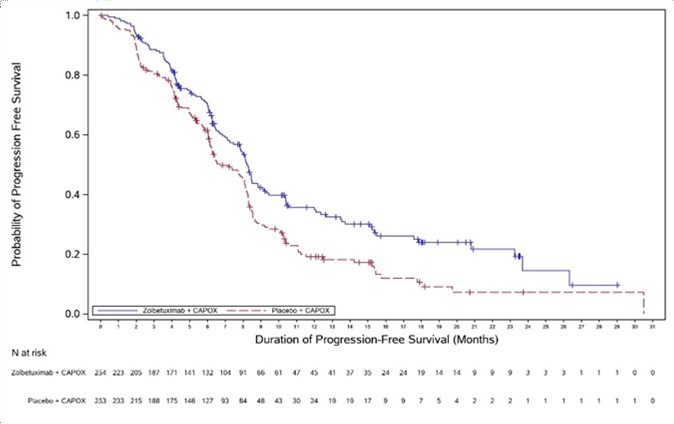 1.0
0.8
0.6
0.4
0.2
0.0
Probability of Progression Free Survival
Zolbetuximab + CAPOX Placebo + CAPOX
0 1 2 3 4 5 6 7 8 9 10 11 12 13 14 15 16 17 18 19 20 21 22 23 24 25 26 27 28 29 30 31
Duration of Progression-Free Survival (Months)
N at risk
Zolbetuximab + CAPOX 254 223 205 187 171 141 132 104 91 66 61 47 45 41 37 35 24 24 19 14 14 9 9 9 3 3 3 1 1 1 0 0
Placebo + CAPOX 253 233 215 188 175 146 127 93 84 48 43 30 24 19 19 17 9 9 7 5 4 2 2 2 1 1 1 1 1 1 1 0